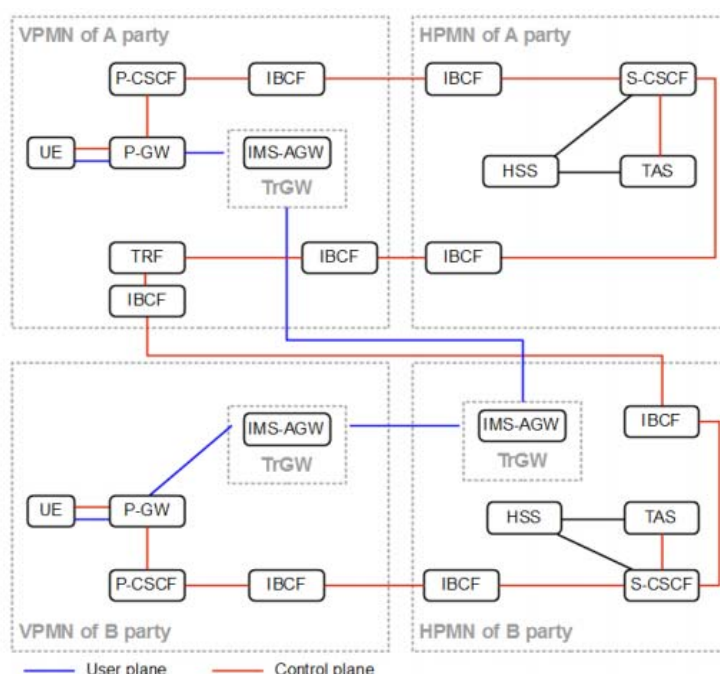 VPMN of A party
HPMN of A party
P-CSCF
IBCF
IBCF
S-CSCF
UE
P-GW
IMS-AGW
TrGW
HSS
TAS
TRF
IBCF
IBCF
IBCF
IMS-AGW
TrGW
IMS-AGW
TrGW
IBCF
UE
P-GW
HSS
TAS
P-CSCF
IBCF
IBCF
S-CSCF
VPMN of B party
HPMN of B party
User plane
Control plane